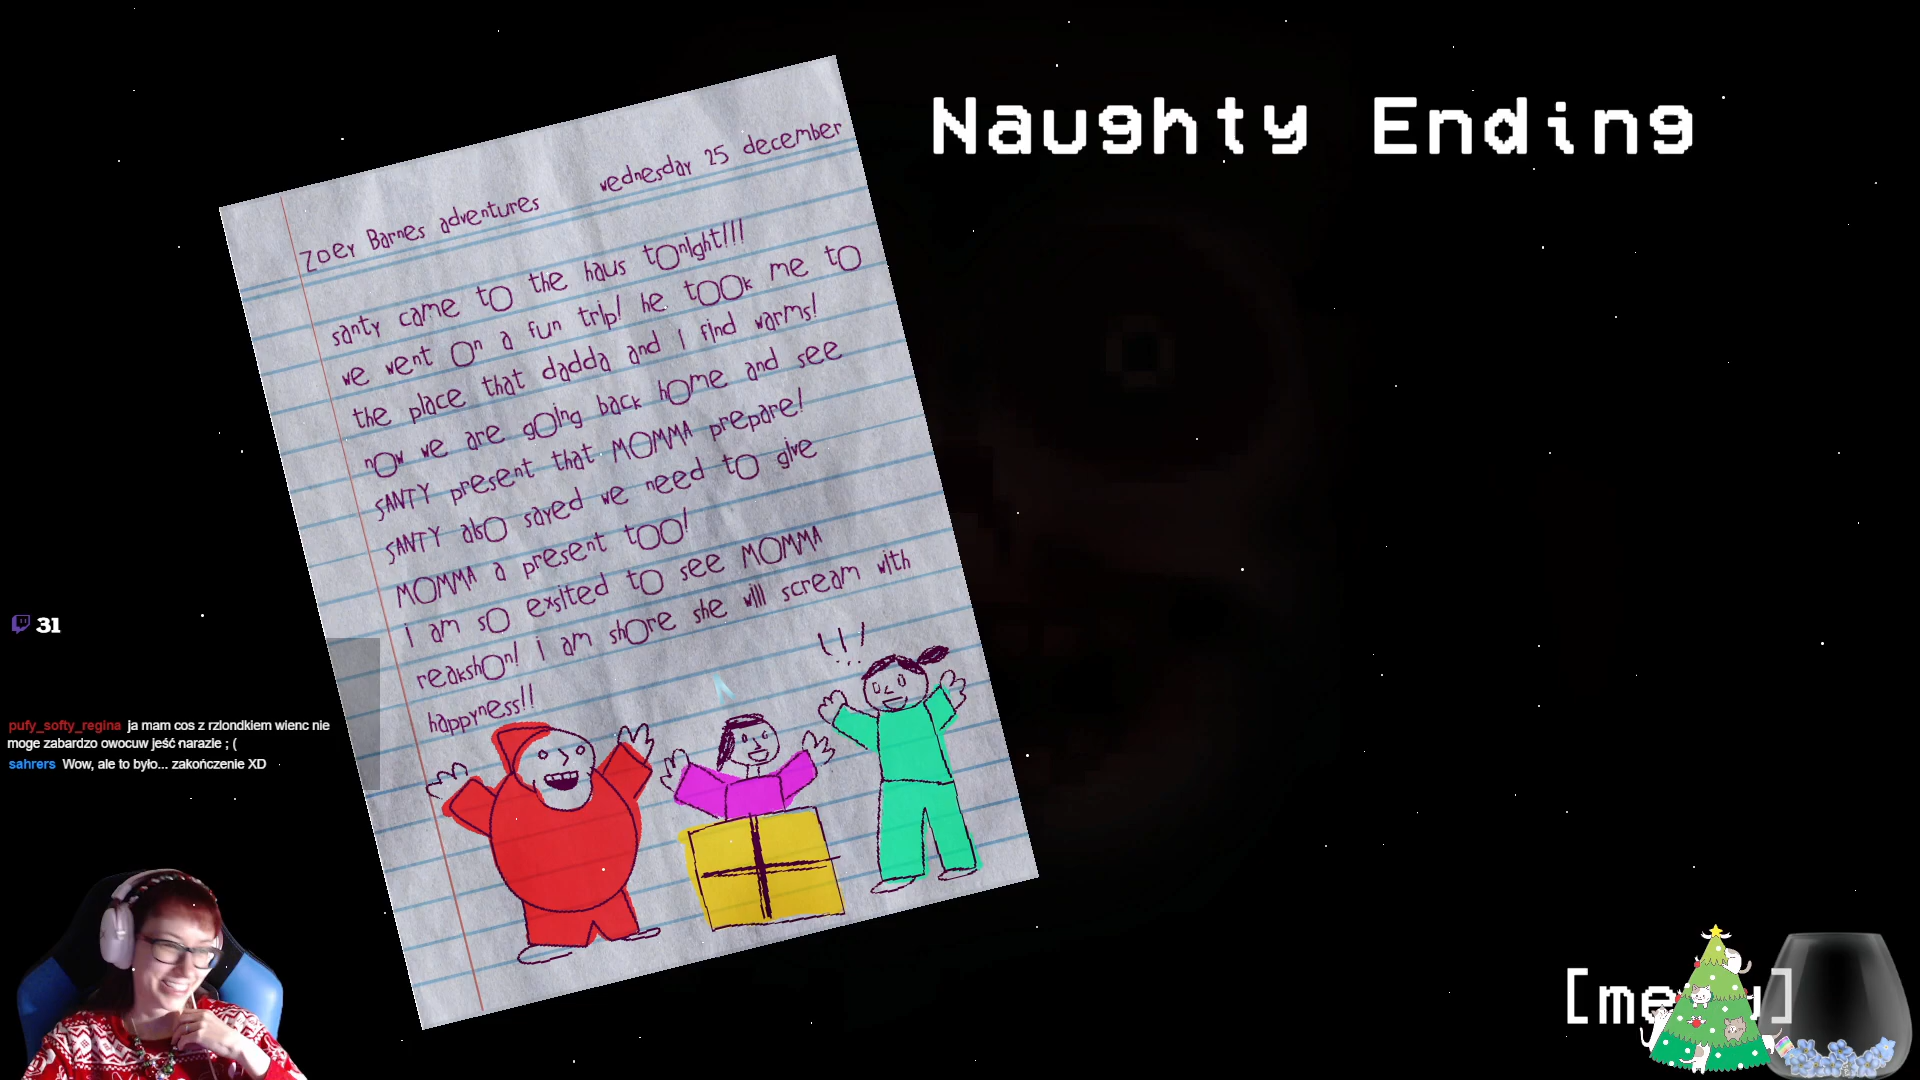 Naughty Ending
Zoey Barnes adventures wednesday 25 december
santy came to the haus tonight!!!
we went on a fun trip! he took me to
the place that dadda and I find warms!
now we are going back home and see
SANTY present that MOMMA prepare!
SANTY also sayed we need to give
MOMMA a present too!
i am so exsited to see MOMMA
reakshon! i am shore she will scream with
happyness!!
!!!
31
pufy_softy_regina ja mam cos z rzlondkiem wienc nie
moge zabardzo owocuw jeść narazie ; (
sahrers Wow, ale to było... zakończenie XD